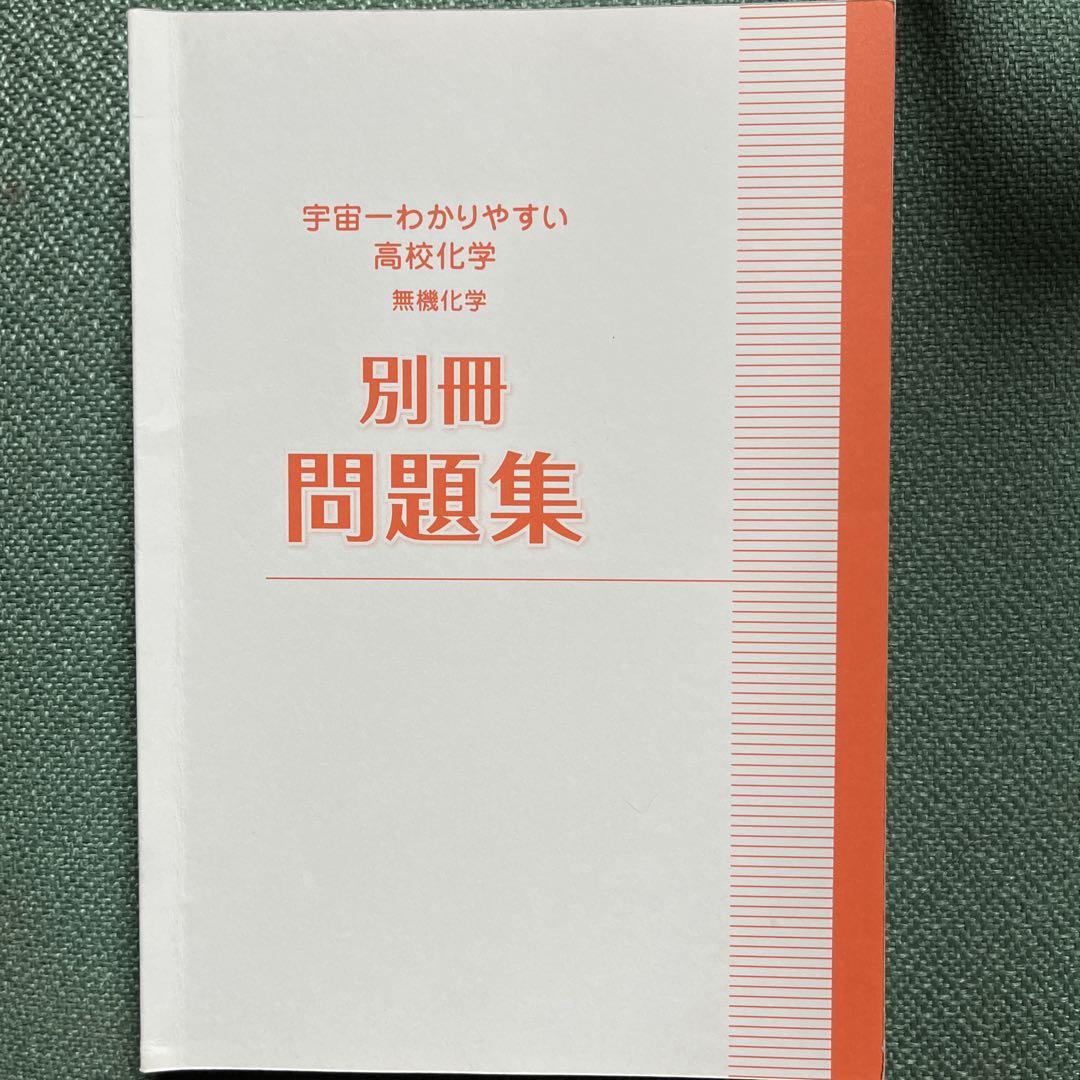 宇宙一わかりやすい
高校化学
無機化学
別冊
問題集